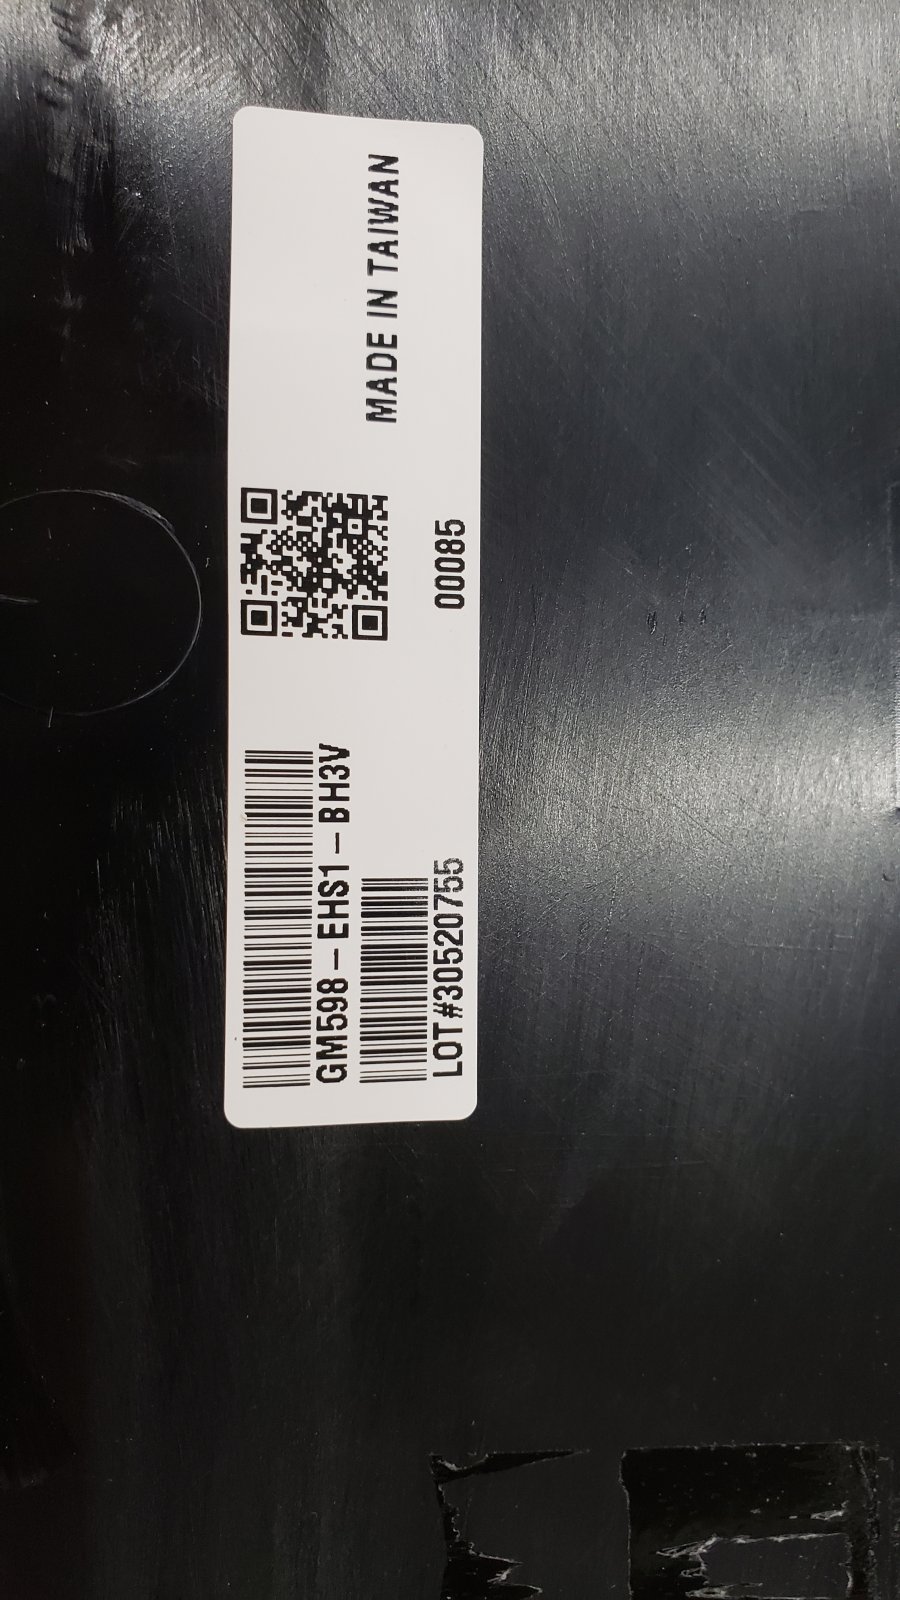 GM598-EHS1-BH3V
LOT#30520755
00085
MADE IN TAIWAN